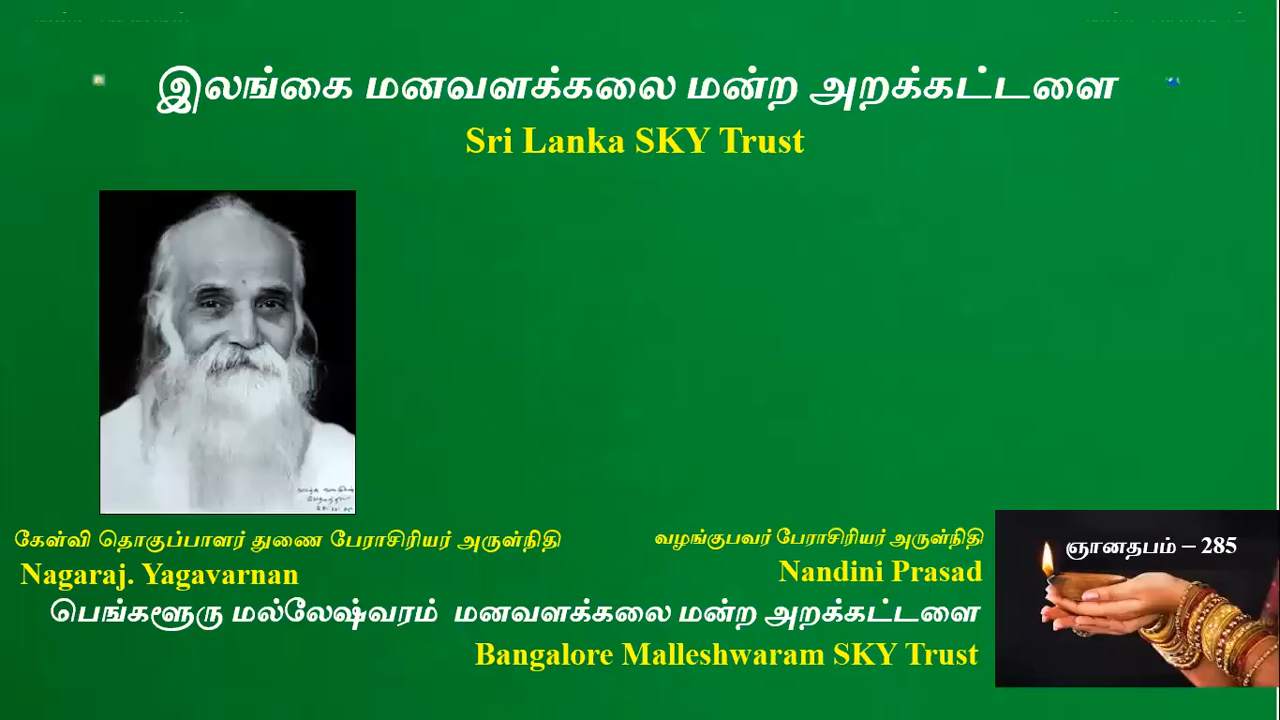 இலங்கை மனவளக்கலை மன்ற அறக்கட்டளை
Sri Lanka SKY Trust
கேள்வி தொகுப்பாளர் துணை பேராசிரியர் அருள்நிதி
Nagaraj. Yagavarnan
வழங்குபவர் பேராசிரியர் அருள்நிதி
Nandini Prasad
ஞானதபம் – 285
பெங்களூரு மல்லேஷ்வரம் மனவளக்கலை மன்ற அறக்கட்டளை
Bangalore Malleshwaram SKY Trust